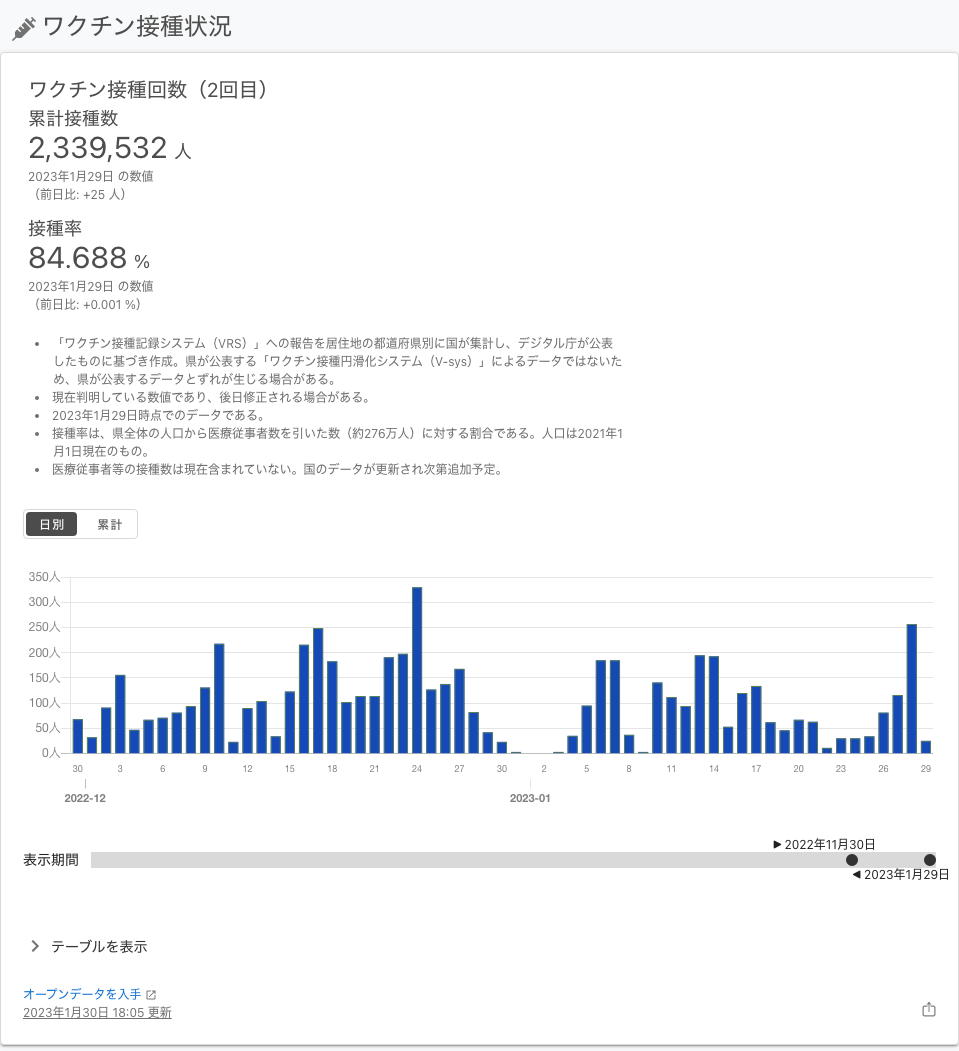 ワクチン接種状況
ワクチン接種回数（2回目）
累計接種数
2,339,532 人
2023年1月29日 の数値
（前日比: +25 人）
接種率
84.688 %
2023年1月29日 の数値
（前日比: +0.001 %）
• 「ワクチン接種記録システム（VRS）」への報告を居住地の都道府県別に国が集計し、デジタル庁が公表
したものに基づき作成。県が公表する「ワクチン接種円滑化システム（V-sys）」によるデータではないた
め、県が公表するデータとずれが生じる場合がある。
• 現在判明している数値であり、後日修正される場合がある。
• 2023年1月29日時点でのデータである。
• 接種率は、県全体の人口から医療従事者数を引いた数（約276万人）に対する割合である。人口は2021年1
月1日現在のもの。
• 医療従事者等の接種数は現在含まれていない。国のデータが更新され次第追加予定。
日別 累計
350人
300人
250人
200人
150人
100人
50人
0人
30 3 6 9 12 15 18 21 24 27 30 2 5 8 11 14 17 20 23 26 29
2022-12 2023-01
▶ 2022年11月30日
表示期間
◀ 2023年1月29日
テーブルを表示
オープンデータを入手
2023年1月30日 18:05 更新